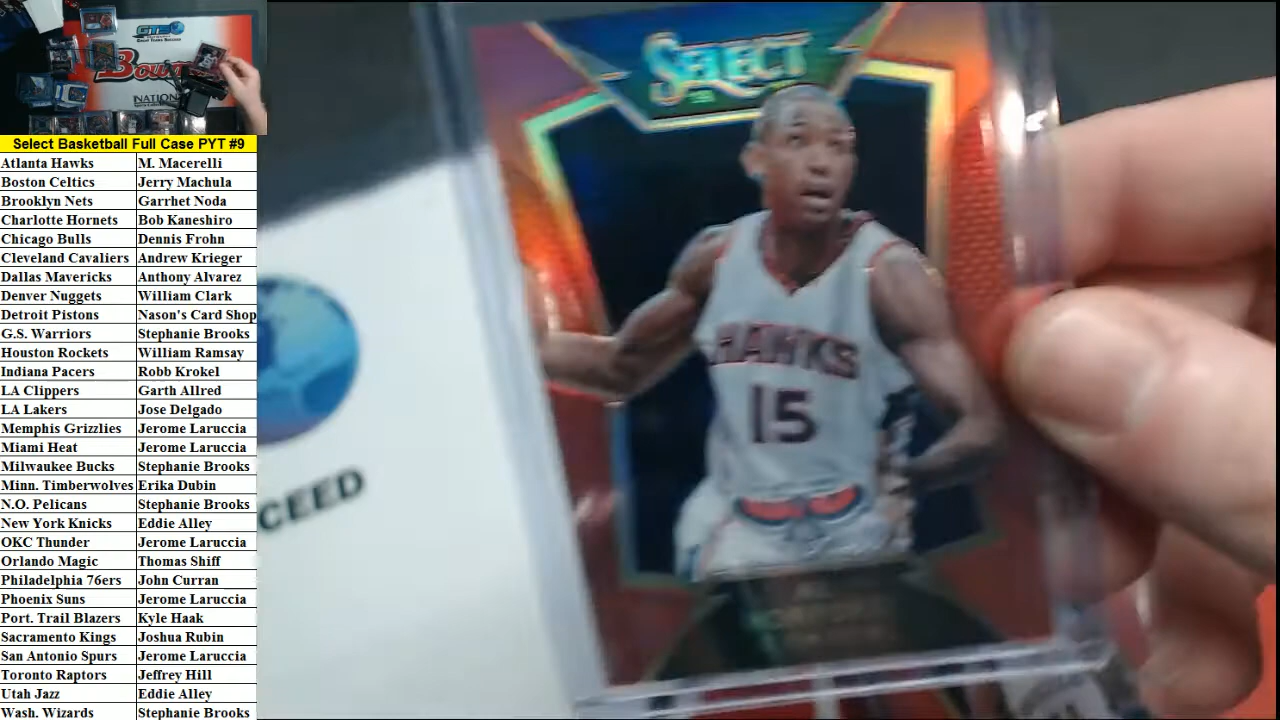 GTS
Bowm
NATION
Select Basketball Full Case PYT #9
Atlanta Hawks M. Macerelli
Boston Celtics Jerry Machula
Brooklyn Nets Garrhet Noda
Charlotte Hornets Bob Kaneshiro
Chicago Bulls Dennis Frohn
Cleveland Cavaliers Andrew Krieger
Dallas Mavericks Anthony Alvarez
Denver Nuggets William Clark
Detroit Pistons Nason's Card Shop
G.S. Warriors Stephanie Brooks
Houston Rockets William Ramsay
Indiana Pacers Robb Krokel
LA Clippers Garth Allred
LA Lakers Jose Delgado
Memphis Grizzlies Jerome Laruccia
Miami Heat Jerome Laruccia
Milwaukee Bucks Stephanie Brooks
Minn. Timberwolves Erika Dubin
N.O. Pelicans Stephanie Brooks
New York Knicks Eddie Alley
OKC Thunder Jerome Laruccia
Orlando Magic Thomas Shiff
Philadelphia 76ers John Curran
Phoenix Suns Jerome Laruccia
Port. Trail Blazers Kyle Haak
Sacramento Kings Joshua Rubin
San Antonio Spurs Jerome Laruccia
Toronto Raptors Jeffrey Hill
Utah Jazz Eddie Alley
Wash. Wizards Stephanie Brooks
SELECT
HAWKS
15
CEED